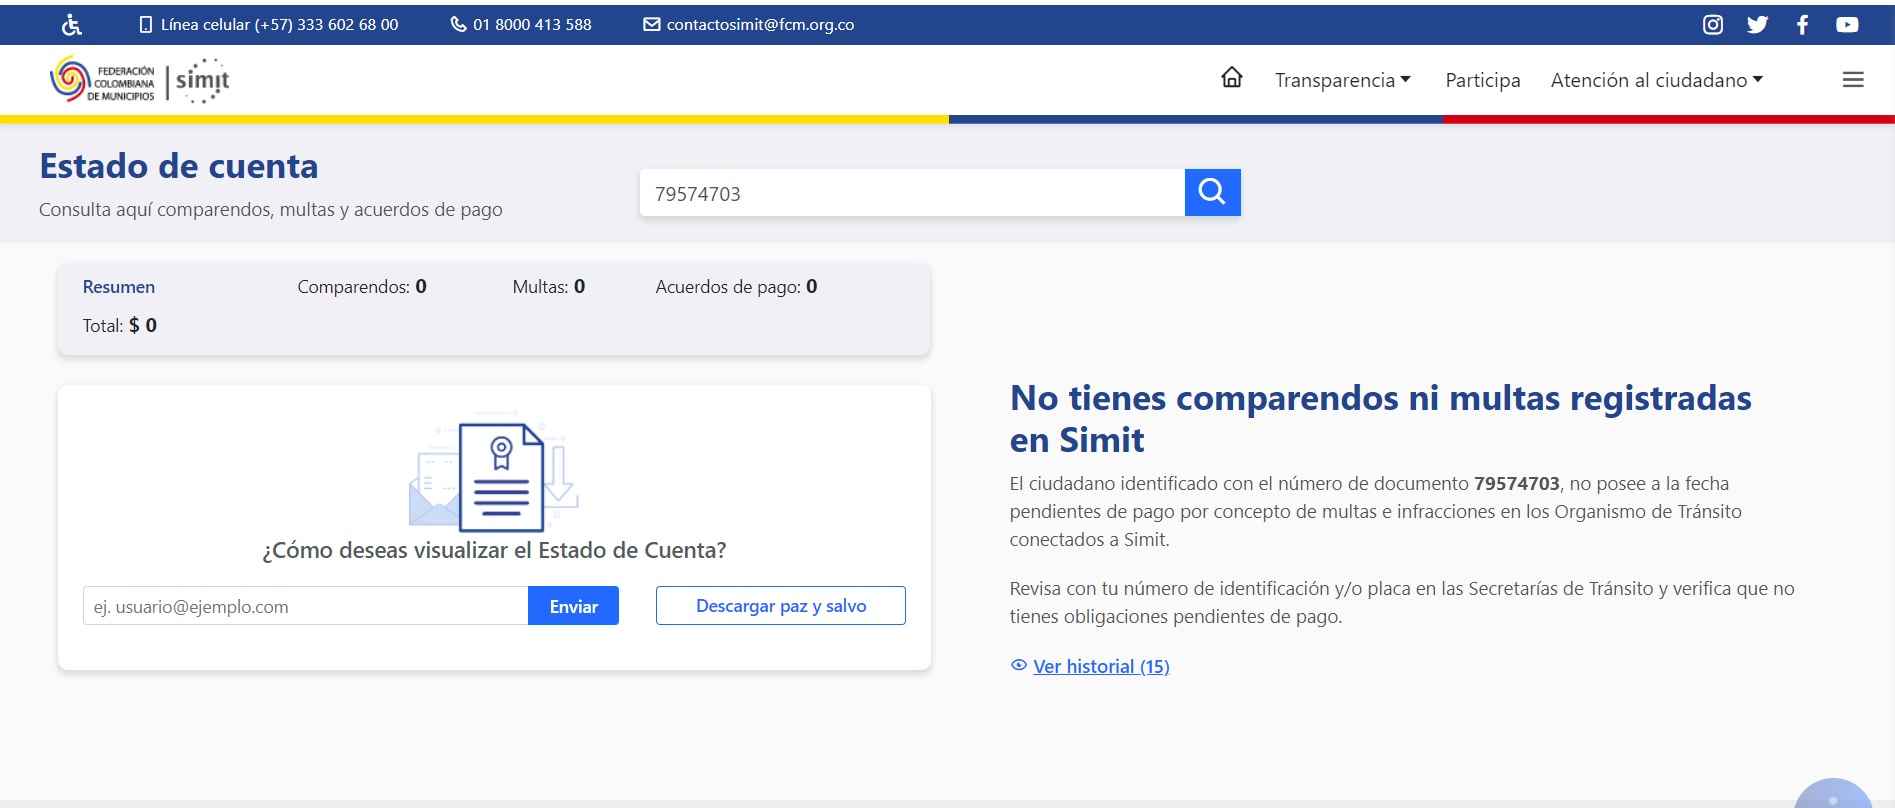 Línea celular (+57) 333 602 68 00 01 8000 413 588 contactosimit@fcm.org.co
FEDERACIÓN
COLOMBIANA
DE MUNICIPIOS
simit
Transparencia Participa Atención al ciudadano
Estado de cuenta
Consulta aquí comparendos, multas y acuerdos de pago
79574703
Resumen Comparendos: 0 Multas: 0 Acuerdos de pago: 0
Total: $ 0
¿Cómo deseas visualizar el Estado de Cuenta?
ej. usuario@ejemplo.com Enviar Descargar paz y salvo
No tienes comparendos ni multas registradas
en Simit
El ciudadano identificado con el número de documento 79574703, no posee a la fecha
pendientes de pago por concepto de multas e infracciones en los Organismo de Tránsito
conectados a Simit.
Revisa con tu número de identificación y/o placa en las Secretarías de Tránsito y verifica que no
tienes obligaciones pendientes de pago.
Ver historial (15)